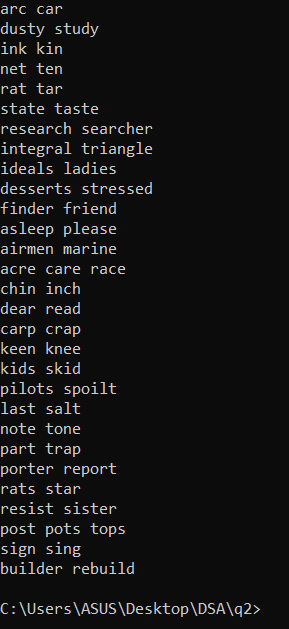 arc car
dusty study
ink kin
net ten
rat tar
state taste
research searcher
integral triangle
ideals ladies
desserts stressed
finder friend
asleep please
airmen marine
acre care race
chin inch
dear read
carp crap
keen knee
kids skid
pilots spoilt
last salt
note tone
part trap
porter report
rats star
resist sister
post pots tops
sign sing
builder rebuild
C:\Users\ASUS\Desktop\DSA\q2>